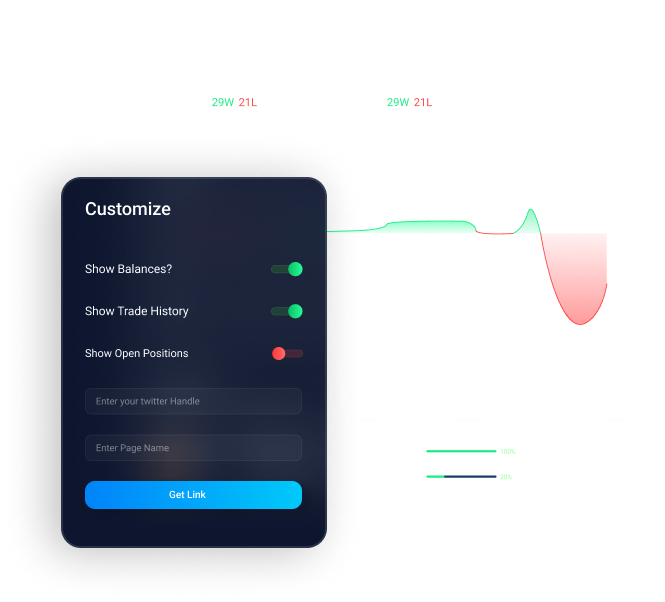 29W 21L 29W 21L
Customize
Show Balances?
Show Trade History
Show Open Positions
Enter your twitter Handle
Enter Page Name
Get Link
100%
20%